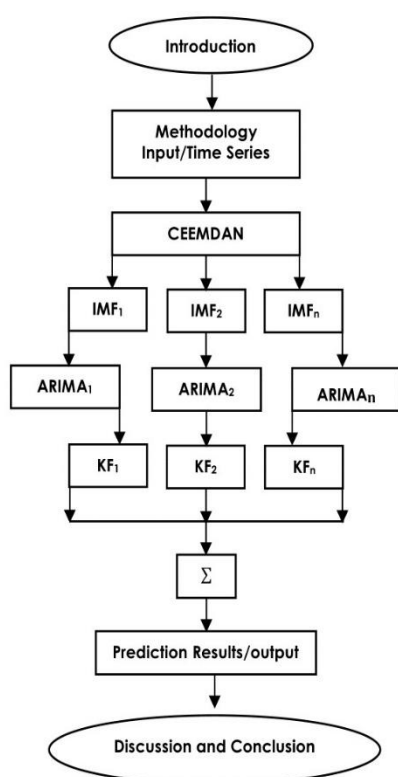 Introduction
Methodology
Input/Time Series
CEEMDAN
IMF₁
IMF₂
IMFₙ
ARIMA₁
ARIMA₂
ARIMAn
KF₁
KF₂
KFₙ
Σ
Prediction Results/output
Discussion and Conclusion